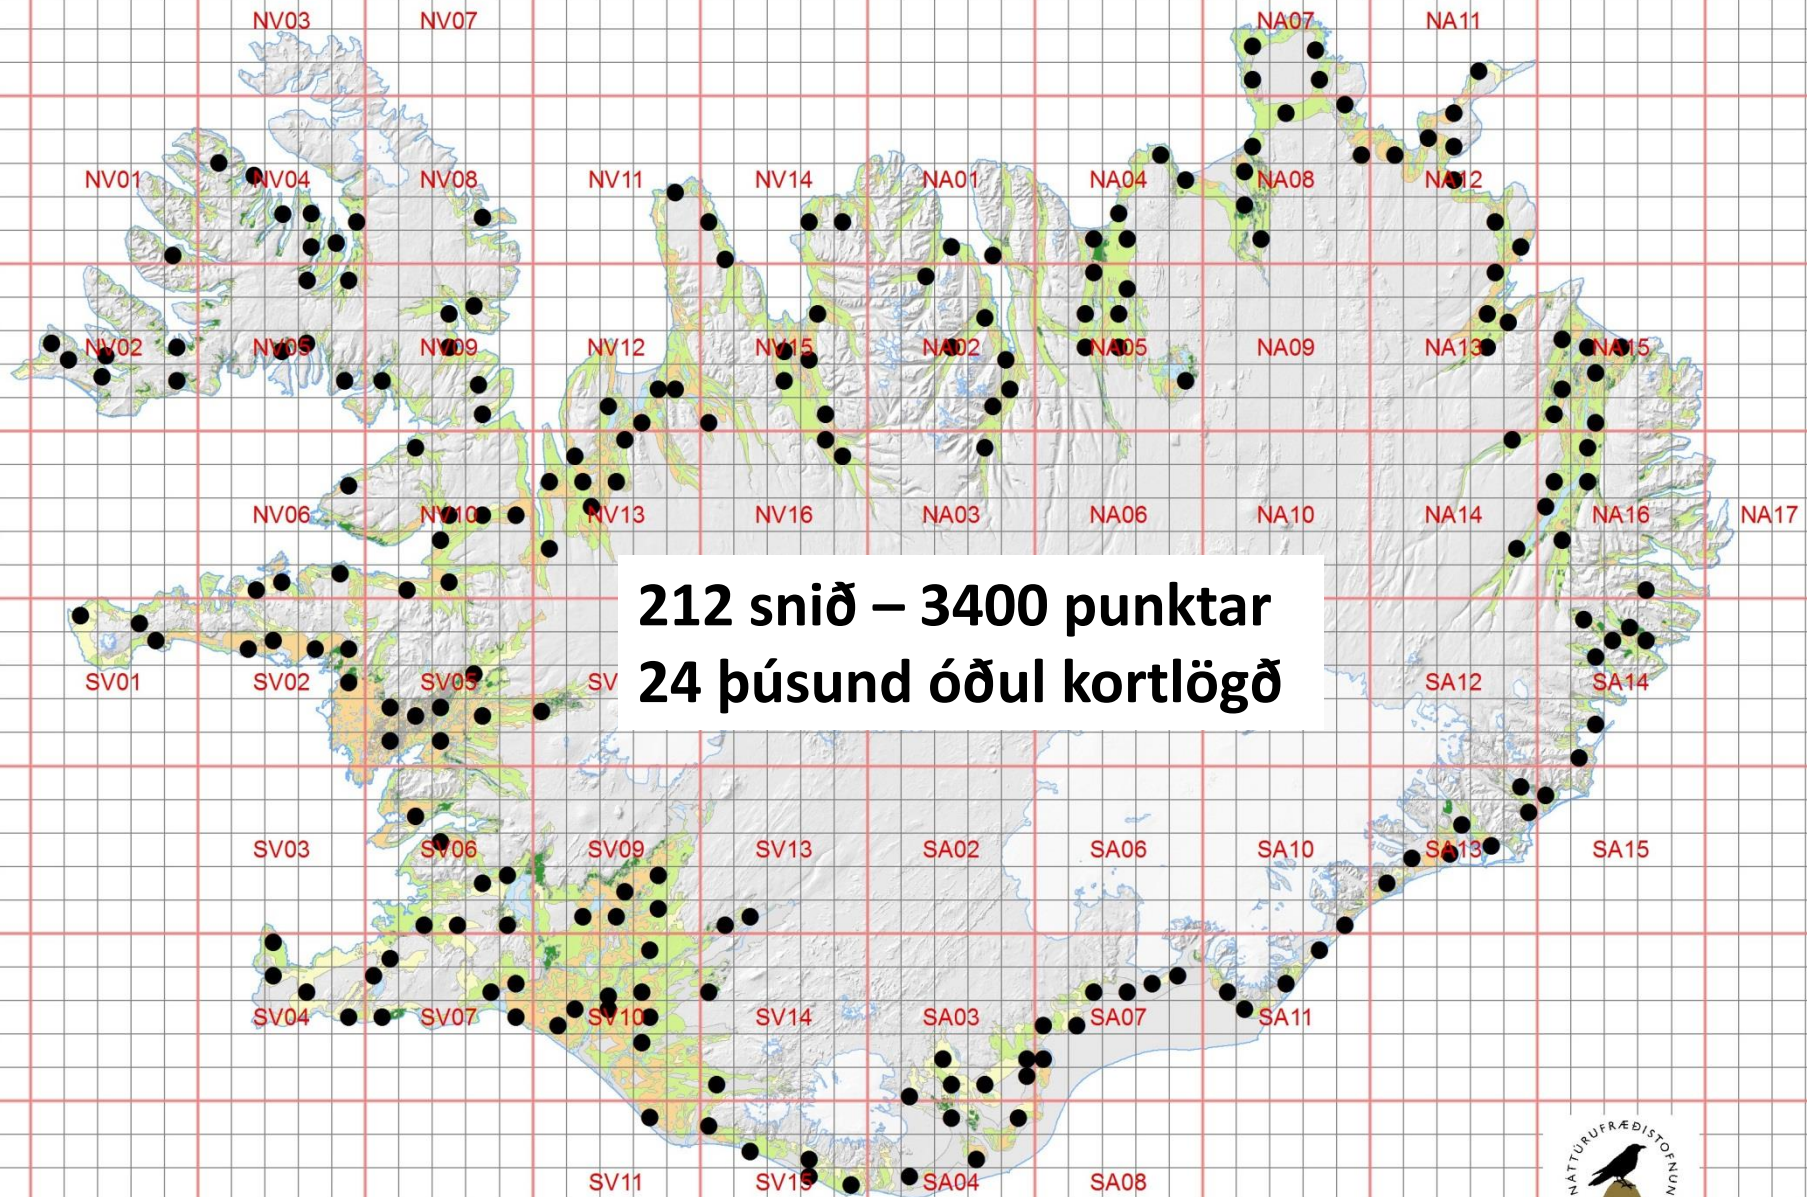 NV03 NV07 NA07 NA11
NV01 NV04 NV08 NV11 NV14 NA01 NA04 NA08 NA12
NV02 NV05 NV09 NV12 NV15 NA02 NA05 NA09 NA13 NA15
NV06 NV10 NV13 NV16 NA03 NA06 NA10 NA14 NA16 NA17
212 snið – 3400 punktar
24 þúsund óðul kortlögð
SV01 SV02 SV05 SV SA12 SA14
SV03 SV06 SV09 SV13 SA02 SA06 SA10 SA13 SA15
SV04 SV07 SV10 SV14 SA03 SA07 SA11
SV11 SV15 SA04 SA08
NÁTTÚRUFRÆÐISTOFNUN